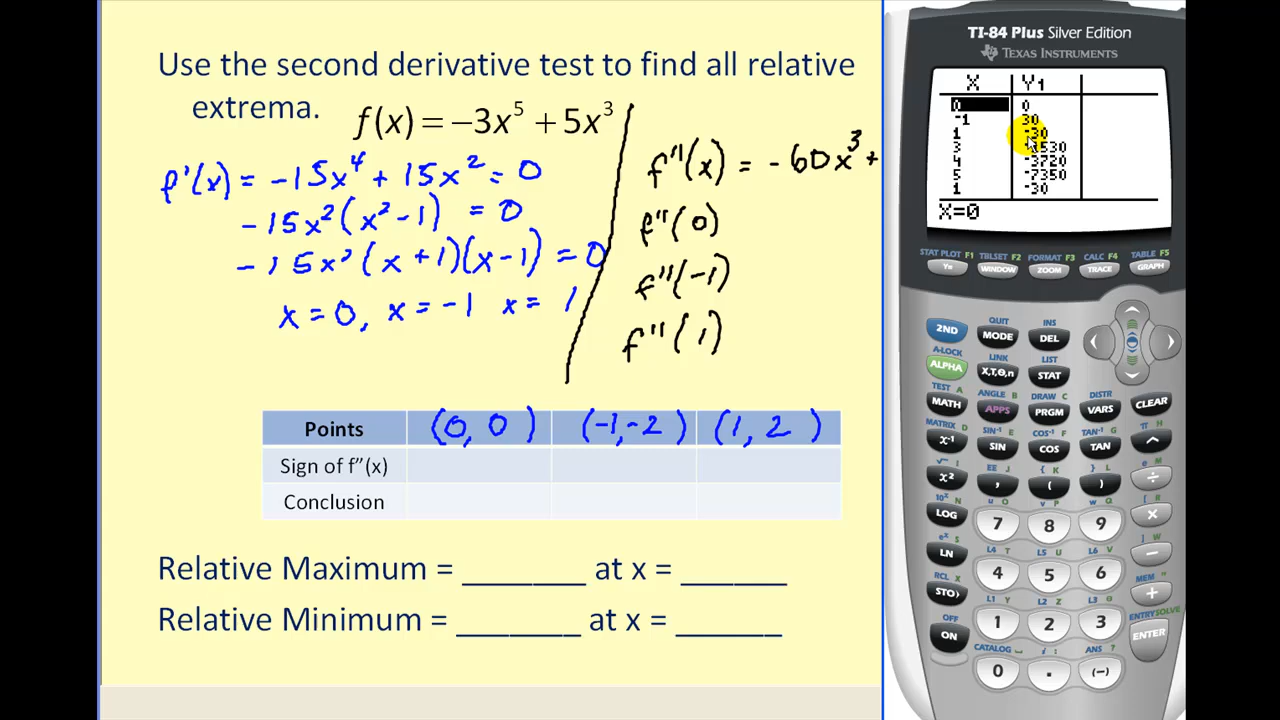 Use the second derivative test to find all relative
extrema.
f(x) = −3x⁵ + 5x³
f'(x) = -15x⁴ + 15x² = 0
-15x²(x²-1) = 0
-15x²(x+1)(x-1) = 0
x = 0, x = -1 x = 1
f''(x) = -60x³ +
f''(0)
f''(-1)
f''(1)
Points (0, 0) (-1,-2) (1, 2)
Sign of f”(x)
Conclusion
Relative Maximum = _______ at x = ______
Relative Minimum = _______ at x = ______
TI-84 Plus Silver Edition
TEXAS INSTRUMENTS
X Y1
0 0
-1 30
1 -30
3
4 -3720
5 -7350
1 -30
X=0
STAT PLOT F1 TBLSET F2 FORMAT F3 CALC F4 TABLE F5
Y= WINDOW ZOOM TRACE GRAPH
QUIT INS
2ND MODE DEL
A-LOCK LINK LIST
ALPHA X,T,Θ,n STAT
TEST A ANGLE B DRAW C DISTR
MATH APPS PRGM VARS CLEAR
MATRIX D SIN⁻¹ E COS⁻¹ F TAN⁻¹ G π H
x⁻¹ SIN COS TAN ^
√ I EE J { K } L e M
x² , ( ) ÷
10ˣ N u O v P w Q [ R
LOG 7 8 9 ×
eˣ S L4 T L5 U L6 V ] W
LN 4 5 6 −
RCL X L1 Y L2 Z L3 θ MEM "
STO› 1 2 3 +
OFF CATALOG ⎵ i : ANS ? ENTRY SOLVE
ON 0 . (−) ENTER